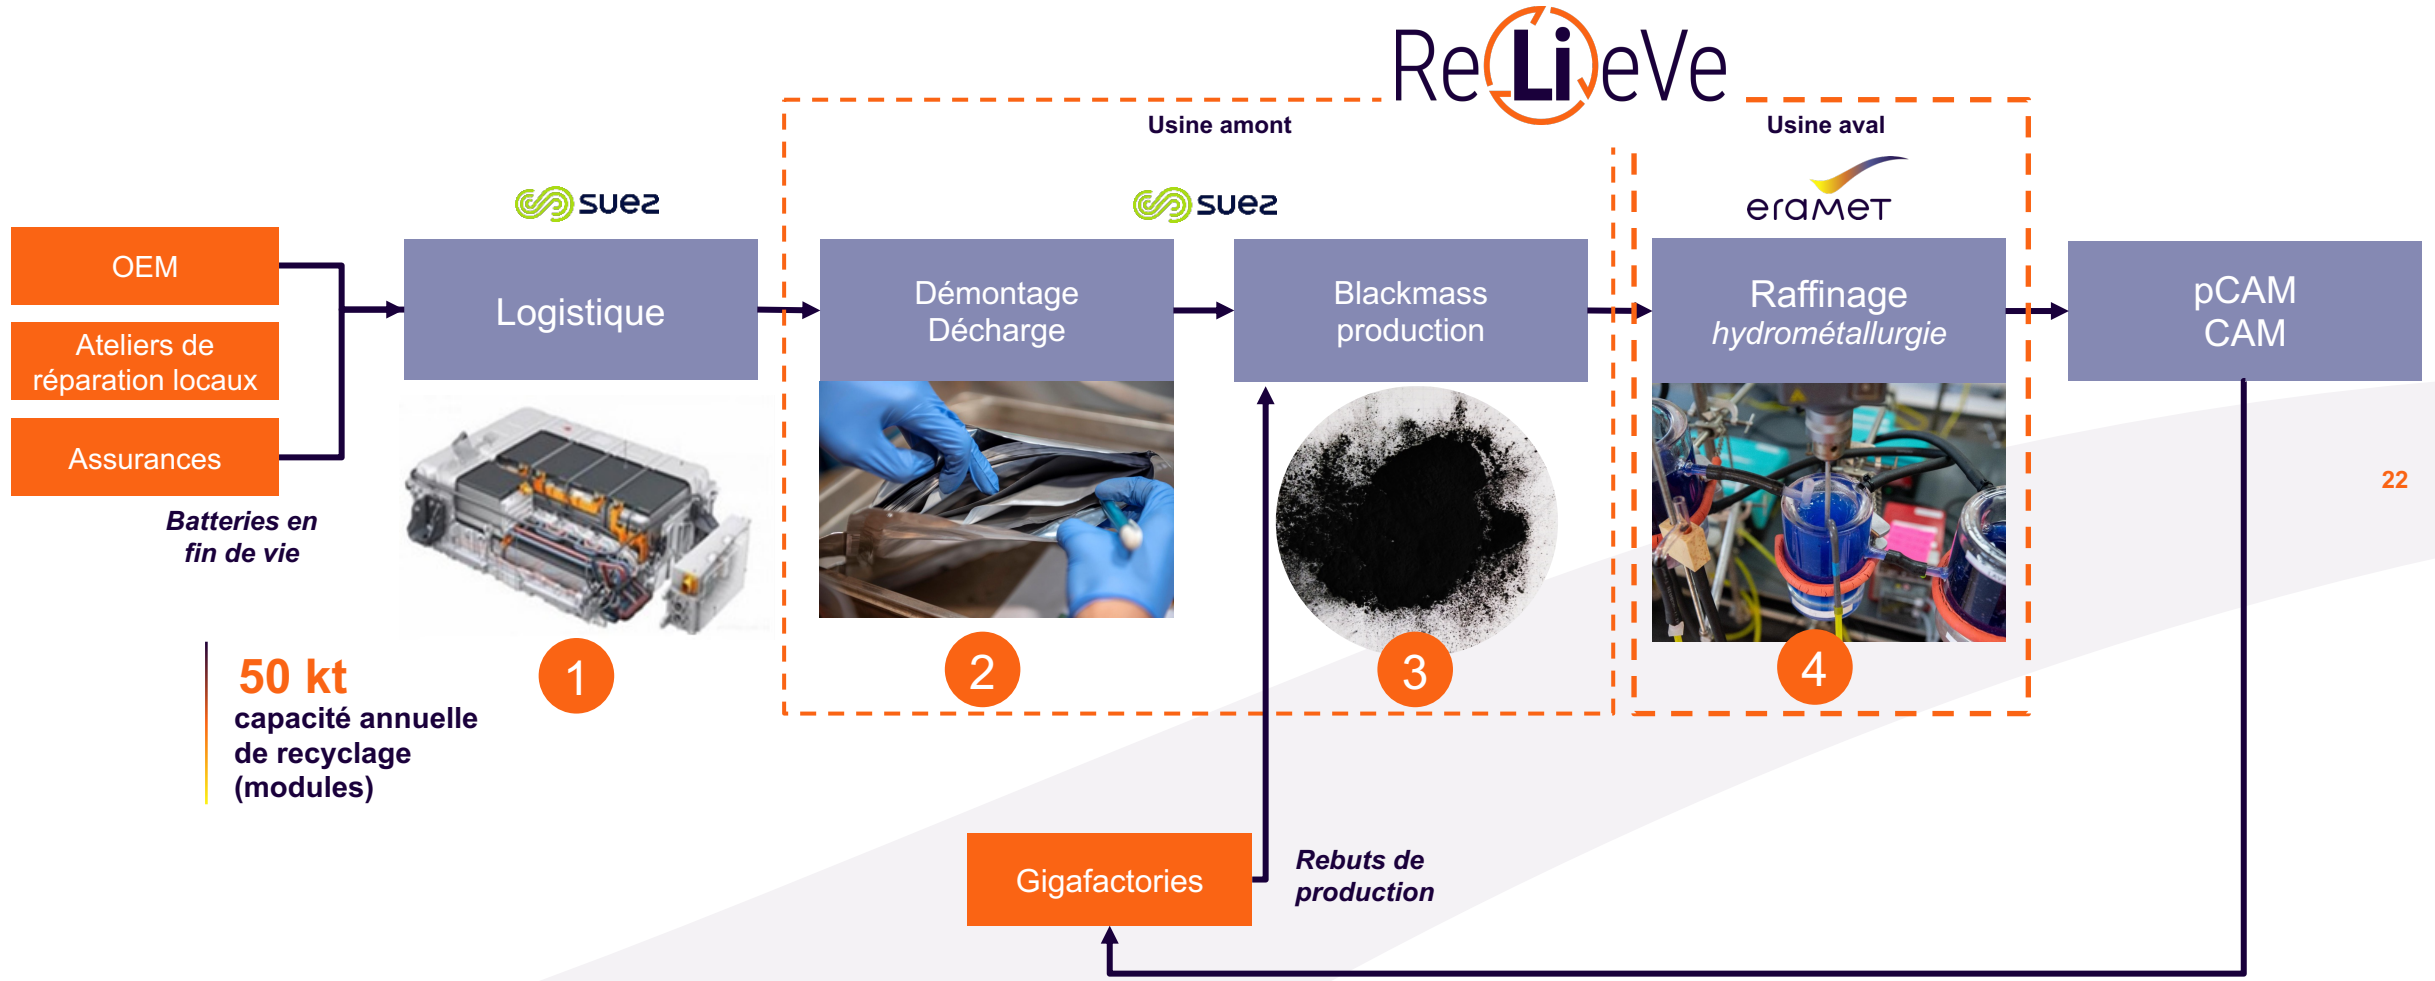 ReLieVe
Usine amont
Usine aval
suez
suez
eramet
OEM
Ateliers de
réparation locaux
Assurances
Batteries en
fin de vie
Logistique
Démontage
Décharge
Blackmass
production
Raffinage
hydrométallurgie
pCAM
CAM
22
1
2
3
4
50 kt
capacité annuelle
de recyclage
(modules)
Gigafactories
Rebuts de
production